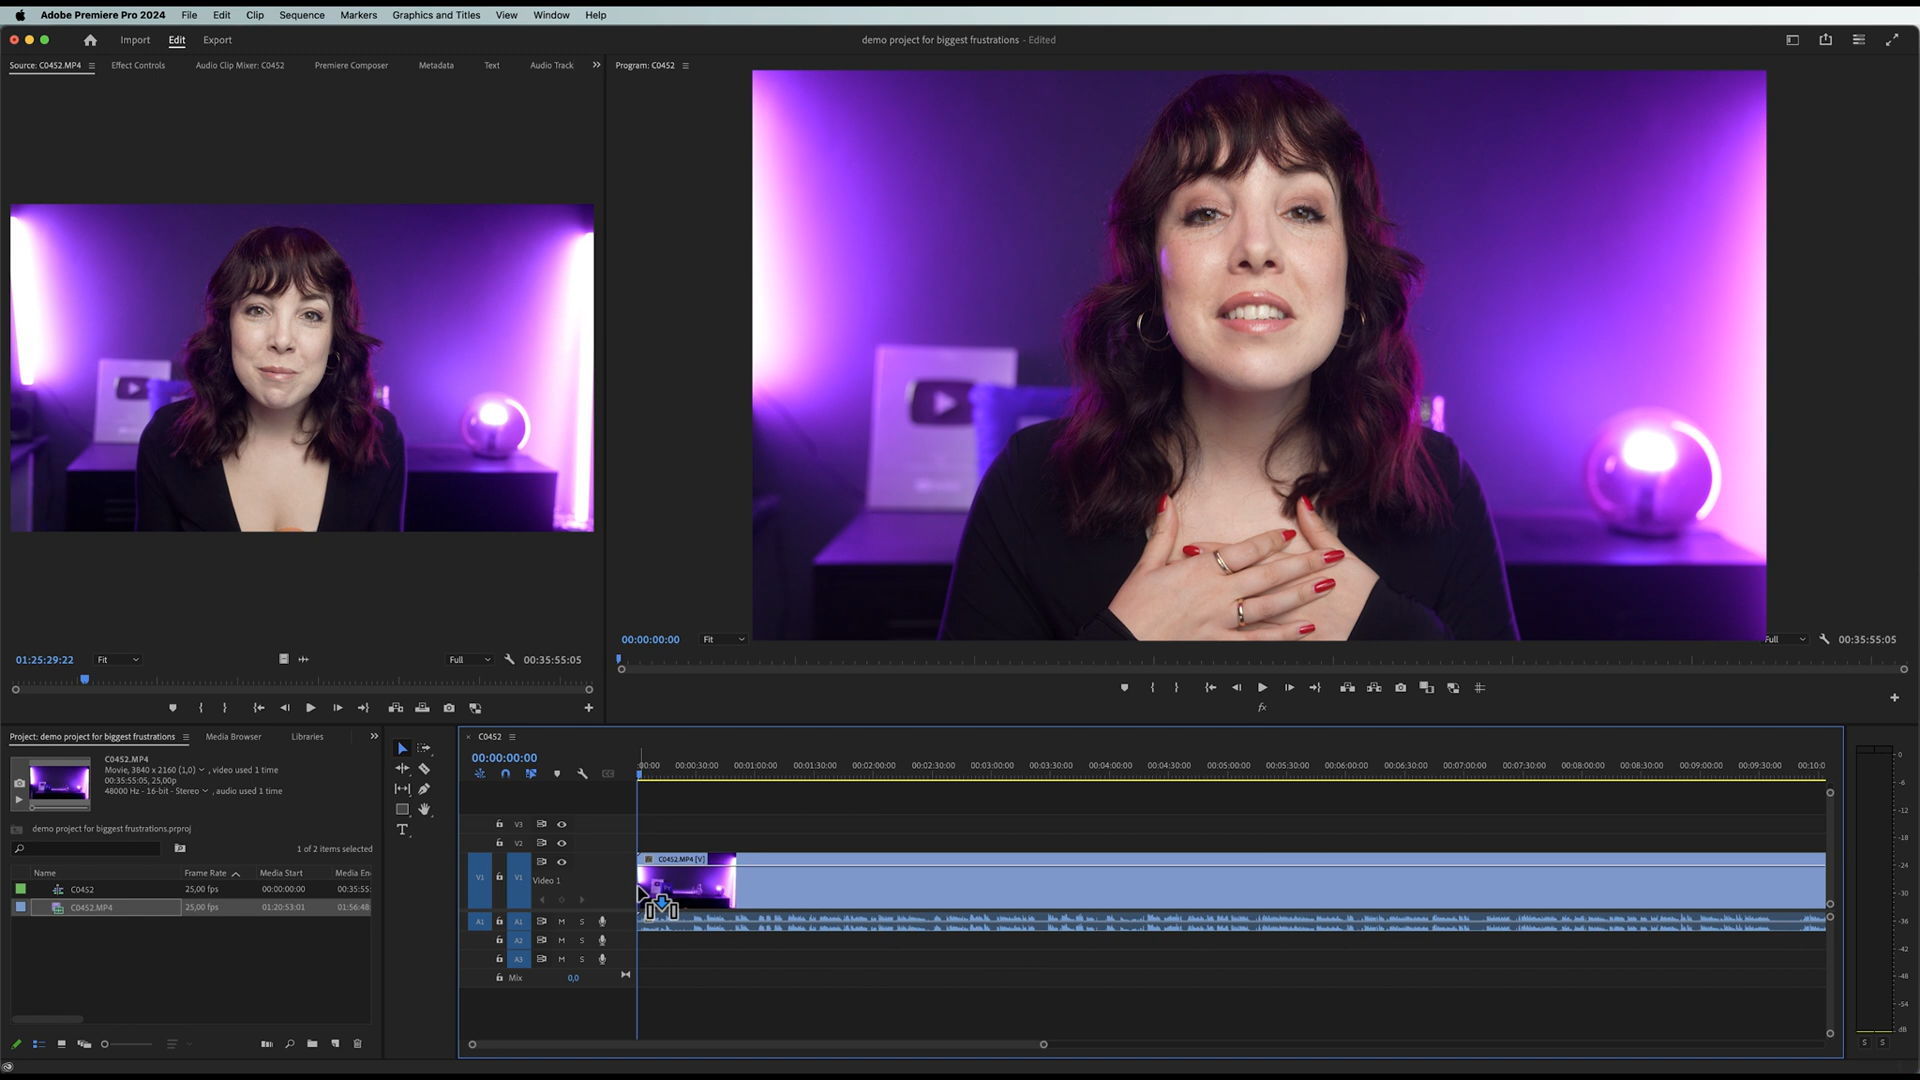 Adobe Premiere Pro 2024 File Edit Clip Sequence Markers Graphics and Titles View Window Help
Import Edit Export
demo project for biggest frustrations - Edited
Source: C0452.MP4 Effect Controls Audio Clip Mixer: C0452 Premiere Composer Metadata Text Audio Track
Program: C0452
00:00:00:00 Fit Full 00:35:55:05
01:25:29:22 Fit Full 00:35:55:05
fx
Project: demo project for biggest frustrations Media Browser Libraries
C0452.MP4
Movie, 3840 x 2160 (1,0) , video used 1 time
00:35:55:05, 25,00p
48000 Hz - 16-bit - Stereo , audio used 1 time
demo project for biggest frustrations.prproj
1 of 2 items selected
Name Frame Rate Media Start Media En
C0452 25,00 fps 00:00:00:00 00:35:55:
C0452.MP4 25,00 fps 01:20:53:01 01:56:48:
T
C0452
00:00:00:00
:00:00 00:00:30:00 00:01:00:00 00:01:30:00 00:02:00:00 00:02:30:00 00:03:00:00 00:03:30:00 00:04:00:00 00:04:30:00 00:05:00:00 00:05:30:00 00:06:00:00 00:06:30:00 00:07:00:00 00:07:30:00 00:08:00:00 00:08:30:00 00:09:00:00 00:09:30:00 00:10:0
V3
V2
C0452.MP4 [V]
V1 V1 Video 1
A1 A1 M S
A2 M S
A3 M S
Mix 0,0
0
-6
-12
-18
-24
-30
-36
-42
-48
-54
dB
S S